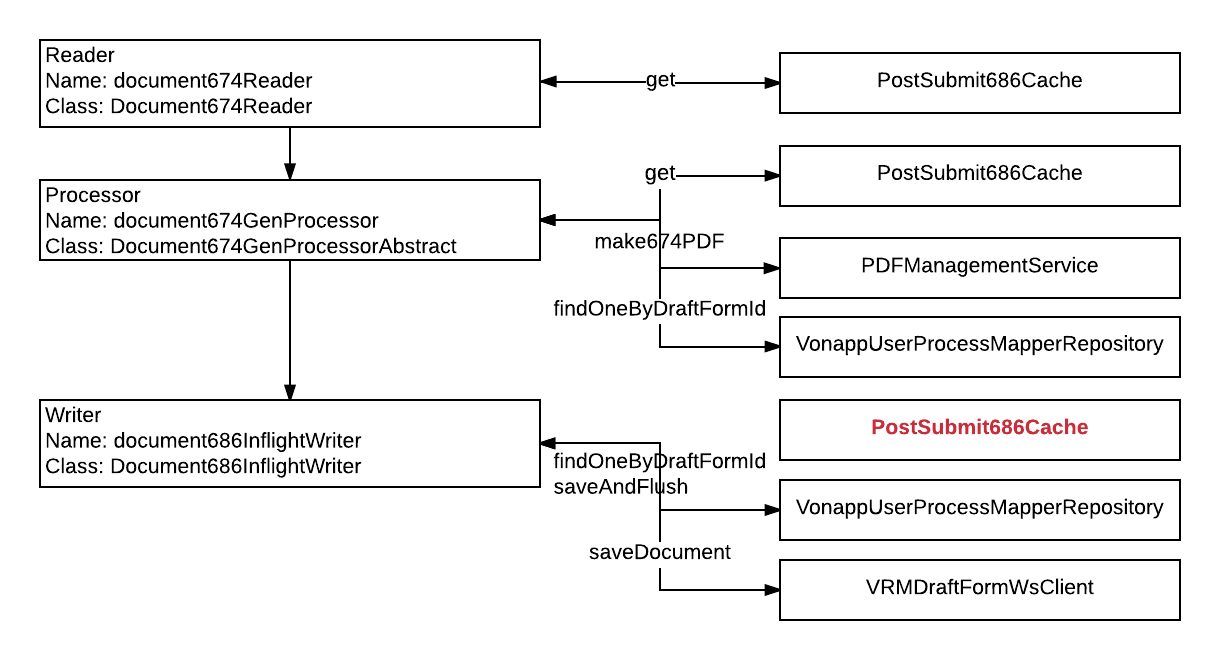 Reader
Name: document674Reader
Class: Document674Reader
get
PostSubmit686Cache
Processor
Name: document674GenProcessor
Class: Document674GenProcessorAbstract
get
PostSubmit686Cache
make674PDF
PDFManagementService
findOneByDraftFormId
VonappUserProcessMapperRepository
Writer
Name: document686InflightWriter
Class: Document686InflightWriter
PostSubmit686Cache
findOneByDraftFormId
saveAndFlush
VonappUserProcessMapperRepository
saveDocument
VRMDraftFormWsClient